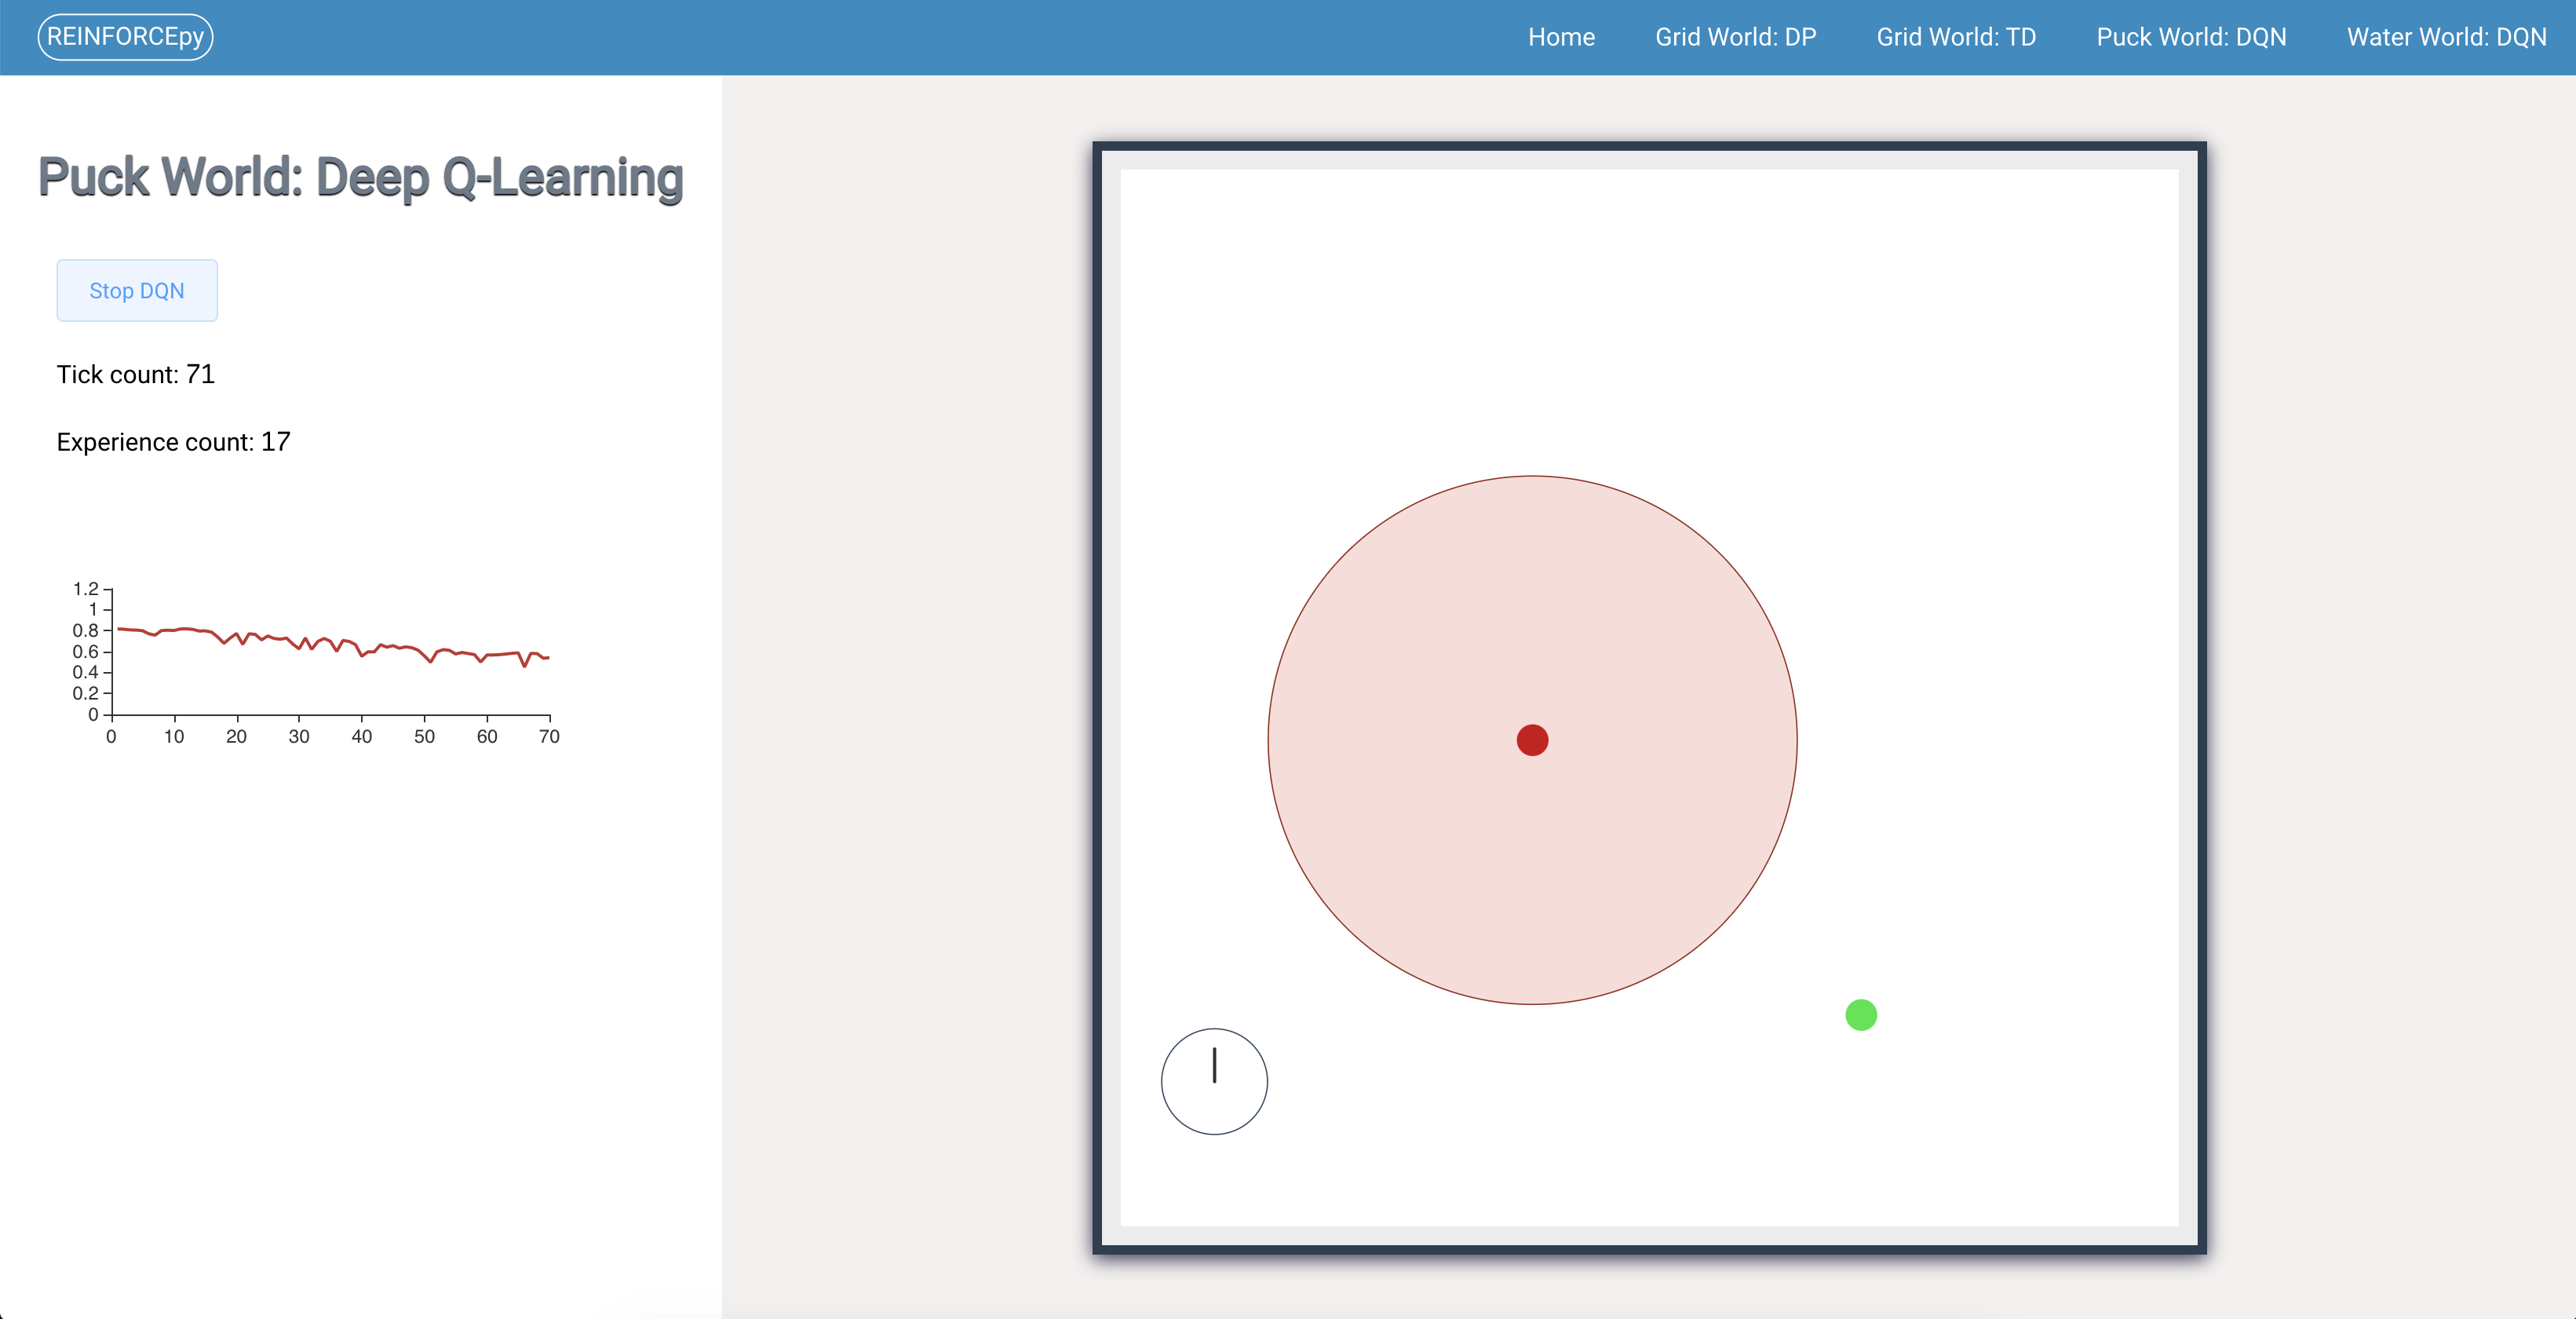 REINFORCEpy
Home Grid World: DP Grid World: TD Puck World: DQN Water World: DQN
Puck World: Deep Q-Learning
Stop DQN
Tick count: 71
Experience count: 17
1.2
1
0.8
0.6
0.4
0.2
0
0 10 20 30 40 50 60 70